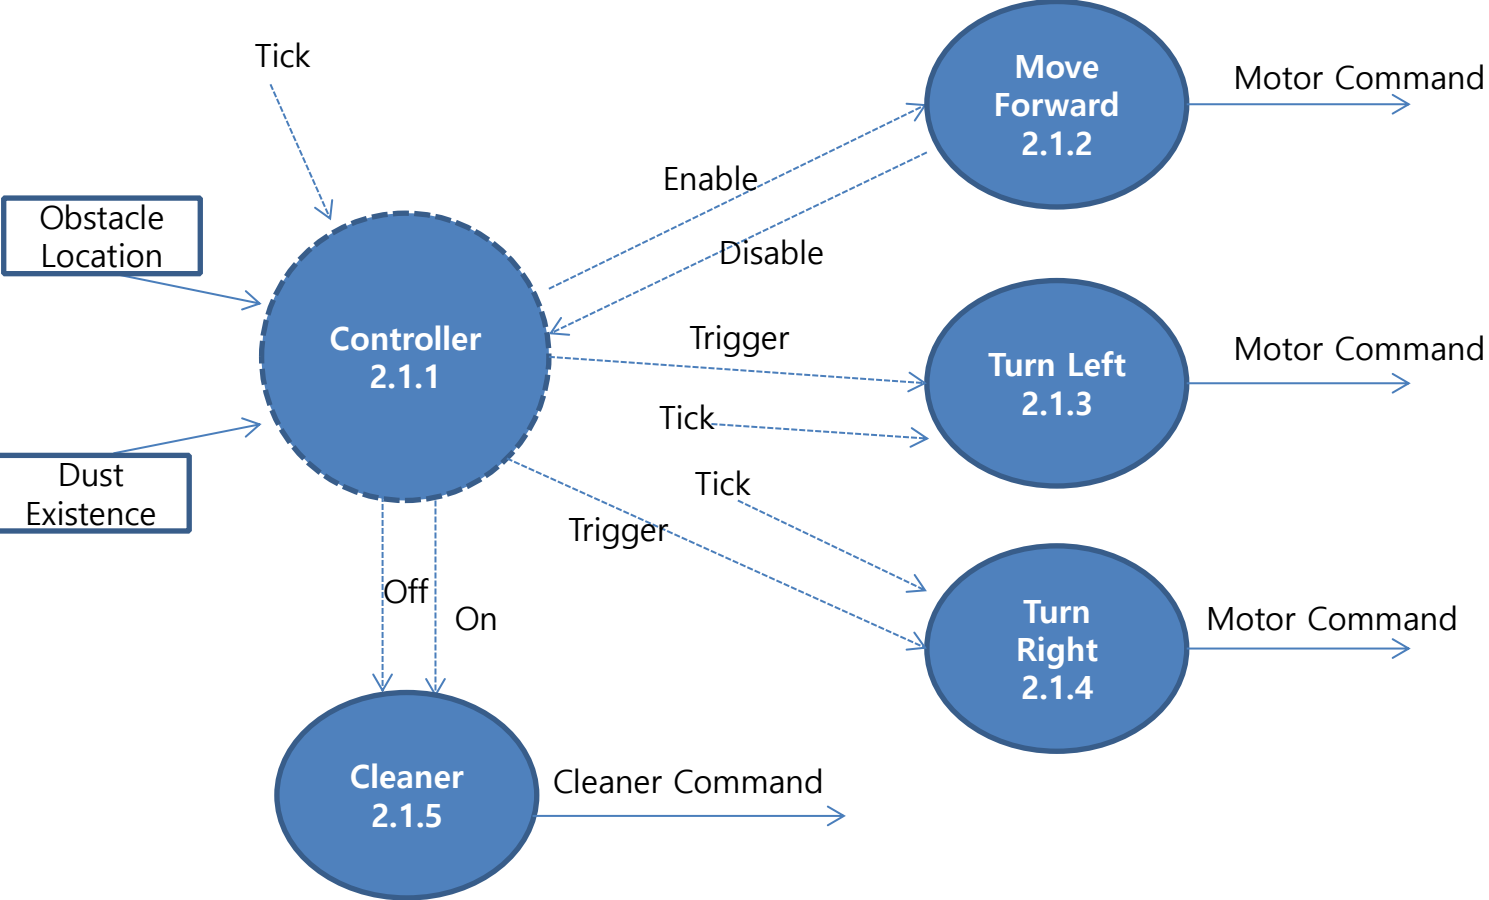 Tick
Move
Forward
2.1.2
Motor Command
Enable
Obstacle
Location
Disable
Controller
2.1.1
Trigger
Turn Left
2.1.3
Motor Command
Tick
Dust
Existence
Tick
Trigger
Off
On
Turn
Right
2.1.4
Motor Command
Cleaner
2.1.5
Cleaner Command